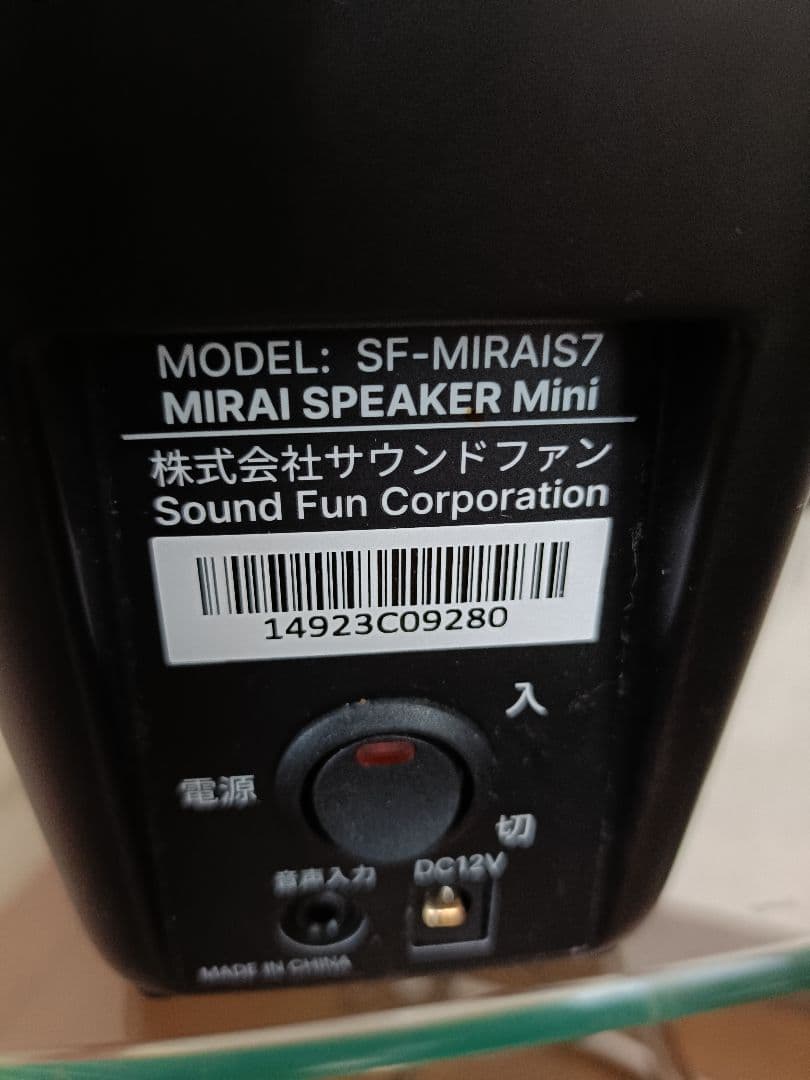 MODEL: SF-MIRAIS7
MIRAI SPEAKER Mini
株式会社サウンドファン
Sound Fun Corporation
14923C09280
入
電源
切
音声入力 DC12V
MADE IN CHINA